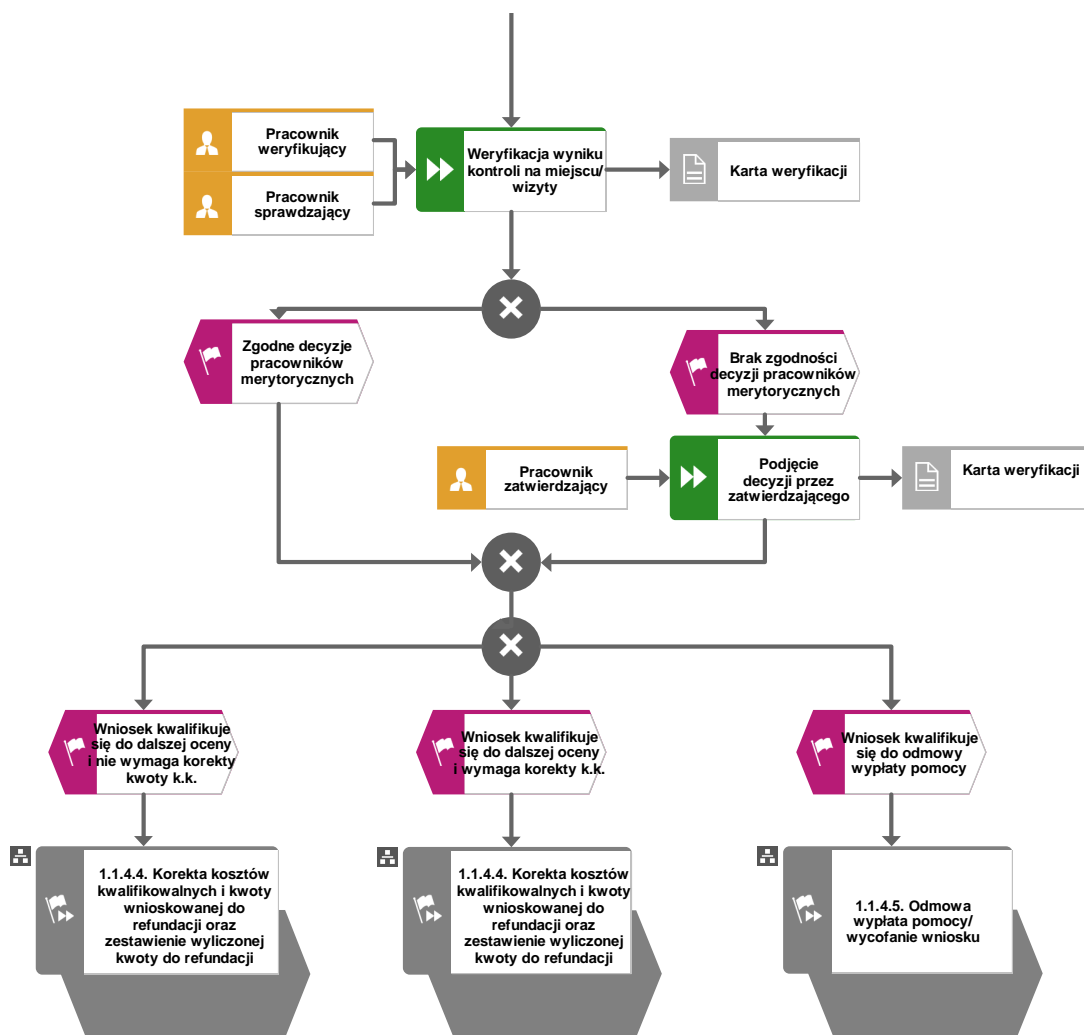 Pracownik
weryfikujący
Pracownik
sprawdzający
Weryfikacja wyniku
kontroli na miejscu/
wizyty
Karta weryfikacji
Zgodne decyzje
pracowników
merytorycznych
Brak zgodności
decyzji pracowników
merytorycznych
Pracownik
zatwierdzający
Podjęcie
decyzji przez
zatwierdzającego
Karta weryfikacji
Wniosek kwalifikuje
się do dalszej oceny
i nie wymaga korekty
kwoty k.k.
Wniosek kwalifikuje
się do dalszej oceny
i wymaga korekty k.k.
Wniosek kwalifikuje
się do odmowy
wypłaty pomocy
1.1.4.4. Korekta kosztów
kwalifikowalnych i kwoty
wnioskowanej do
refundacji oraz
zestawienie wyliczonej
kwoty do refundacji
1.1.4.4. Korekta kosztów
kwalifikowalnych i kwoty
wnioskowanej do
refundacji oraz
zestawienie wyliczonej
kwoty do refundacji
1.1.4.5. Odmowa
wypłata pomocy/
wycofanie wniosku